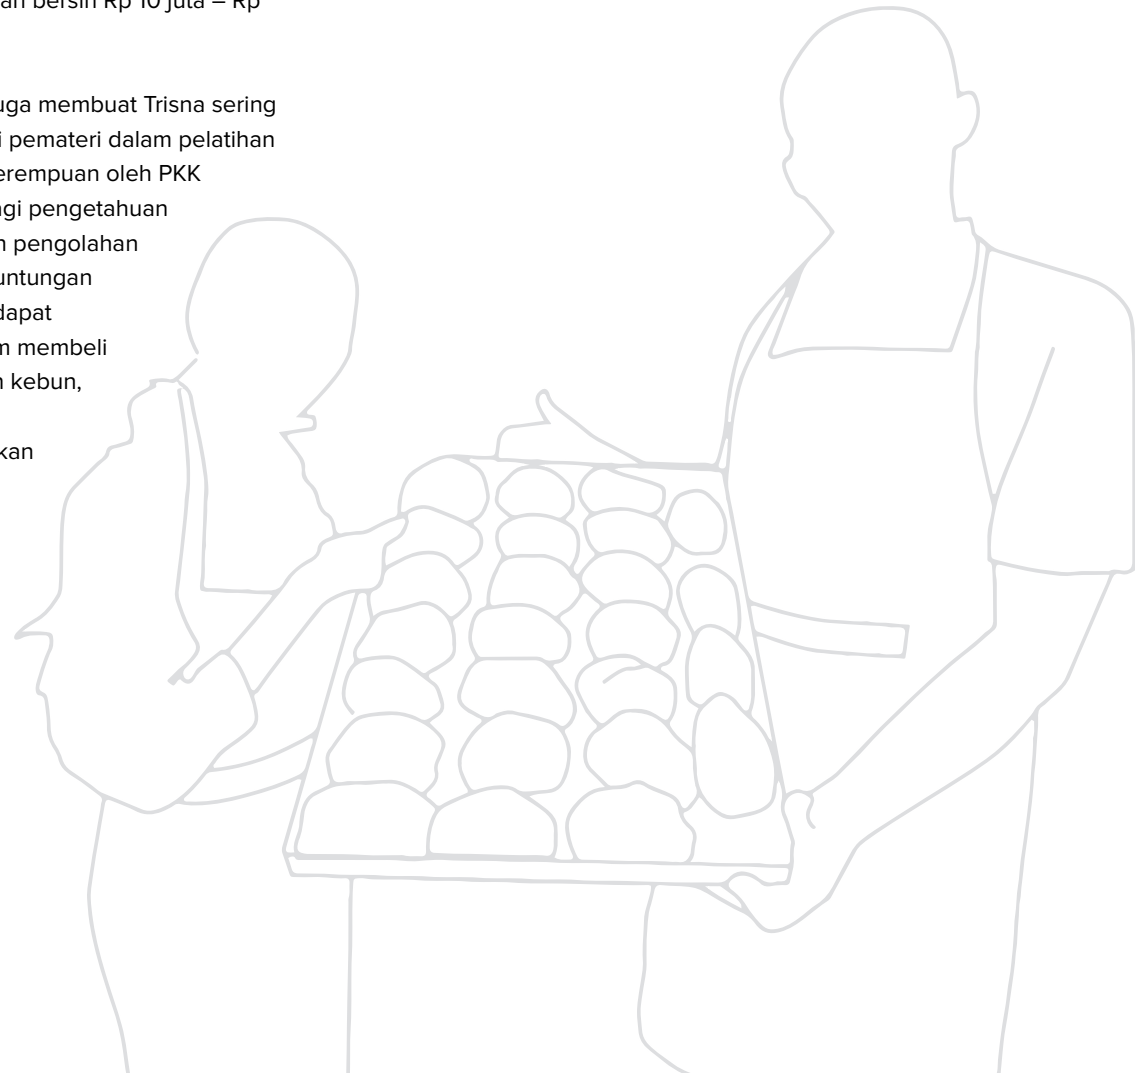 an bersih Rp 10 juta – Rp
uga membuat Trisna sering
i pemateri dalam pelatihan
erempuan oleh PKK
agi pengetahuan
n pengolahan
untungan
dapat
m membeli
n kebun,
kan